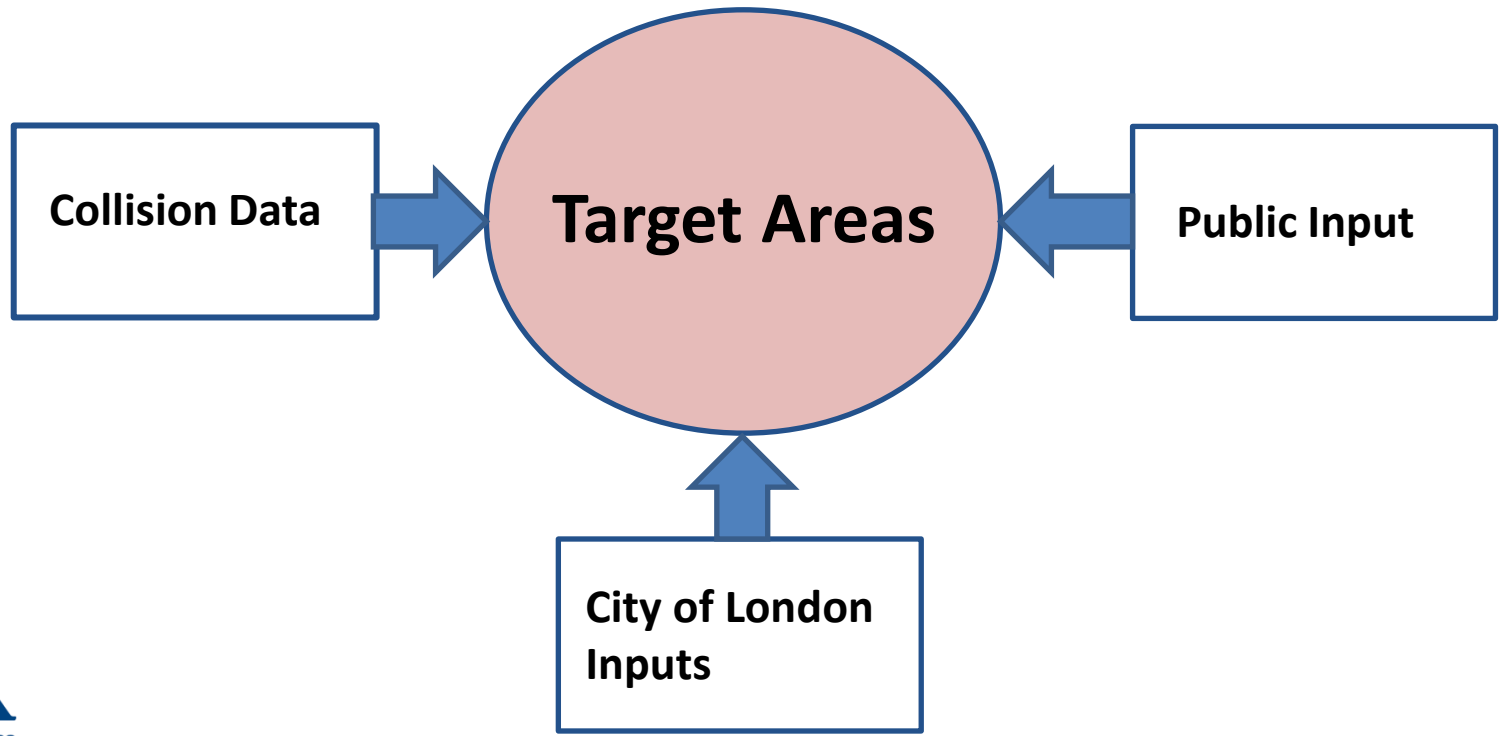 Collision Data
Target Areas
Public Input
City of London
Inputs